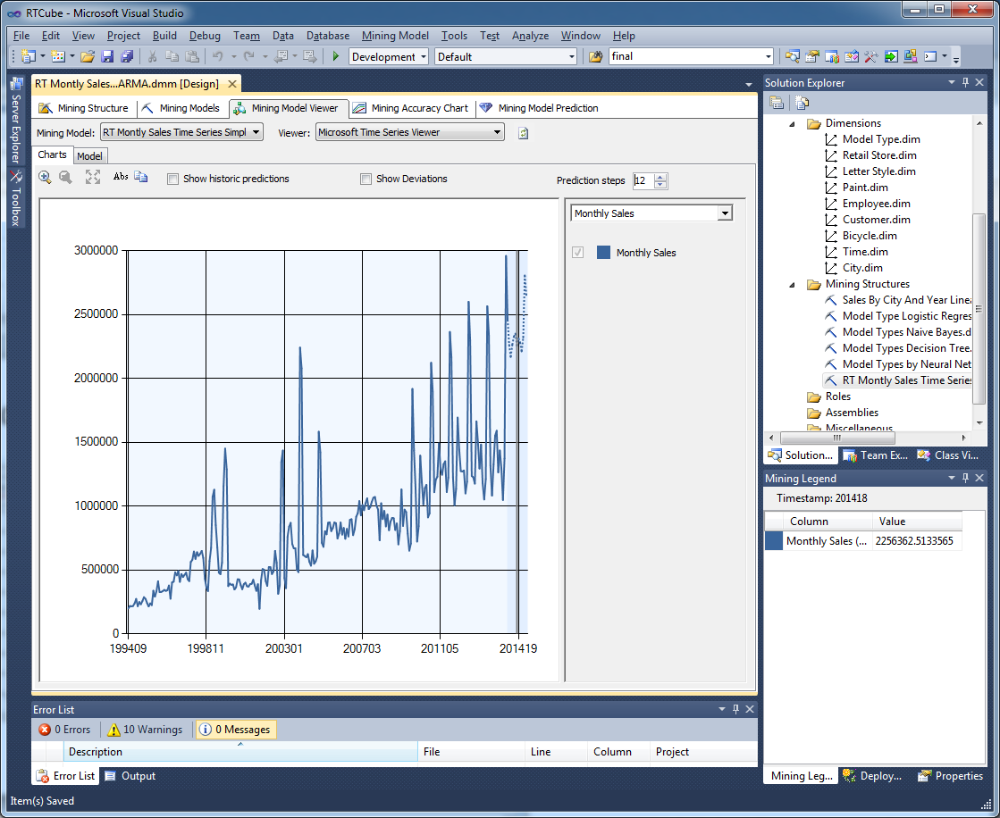 RTCube - Microsoft Visual Studio
File Edit View Project Build Debug Team Data Database Mining Model Tools Test Analyze Window Help
Development Default final
Server Explorer
Toolbox
RT Montly Sales...ARMA.dmm [Design]
Mining Structure Mining Models Mining Model Viewer Mining Accuracy Chart Mining Model Prediction
Mining Model: RT Montly Sales Time Series Simpl Viewer: Microsoft Time Series Viewer
Charts Model
Abs Show historic predictions Show Deviations Prediction steps 12
Monthly Sales
Monthly Sales
3000000
2500000
2000000
1500000
1000000
500000
0
199409 199811 200301 200703 201105 201419
Solution Explorer
Dimensions
Model Type.dim
Retail Store.dim
Letter Style.dim
Paint.dim
Employee.dim
Customer.dim
Bicycle.dim
Time.dim
City.dim
Mining Structures
Sales By City And Year Linea
Model Type Logistic Regres
Model Types Naive Bayes.d
Model Types Decision Tree.
Model Types by Neural Net
RT Montly Sales Time Series
Roles
Assemblies
Miscellaneous
Solution... Team Ex... Class Vi...
Mining Legend
Timestamp: 201418
Column Value
Monthly Sales (... 2256362.5133565
Mining Leg... Deploy... Properties
Error List
0 Errors 10 Warnings 0 Messages
Description File Line Column Project
Error List Output
Item(s) Saved